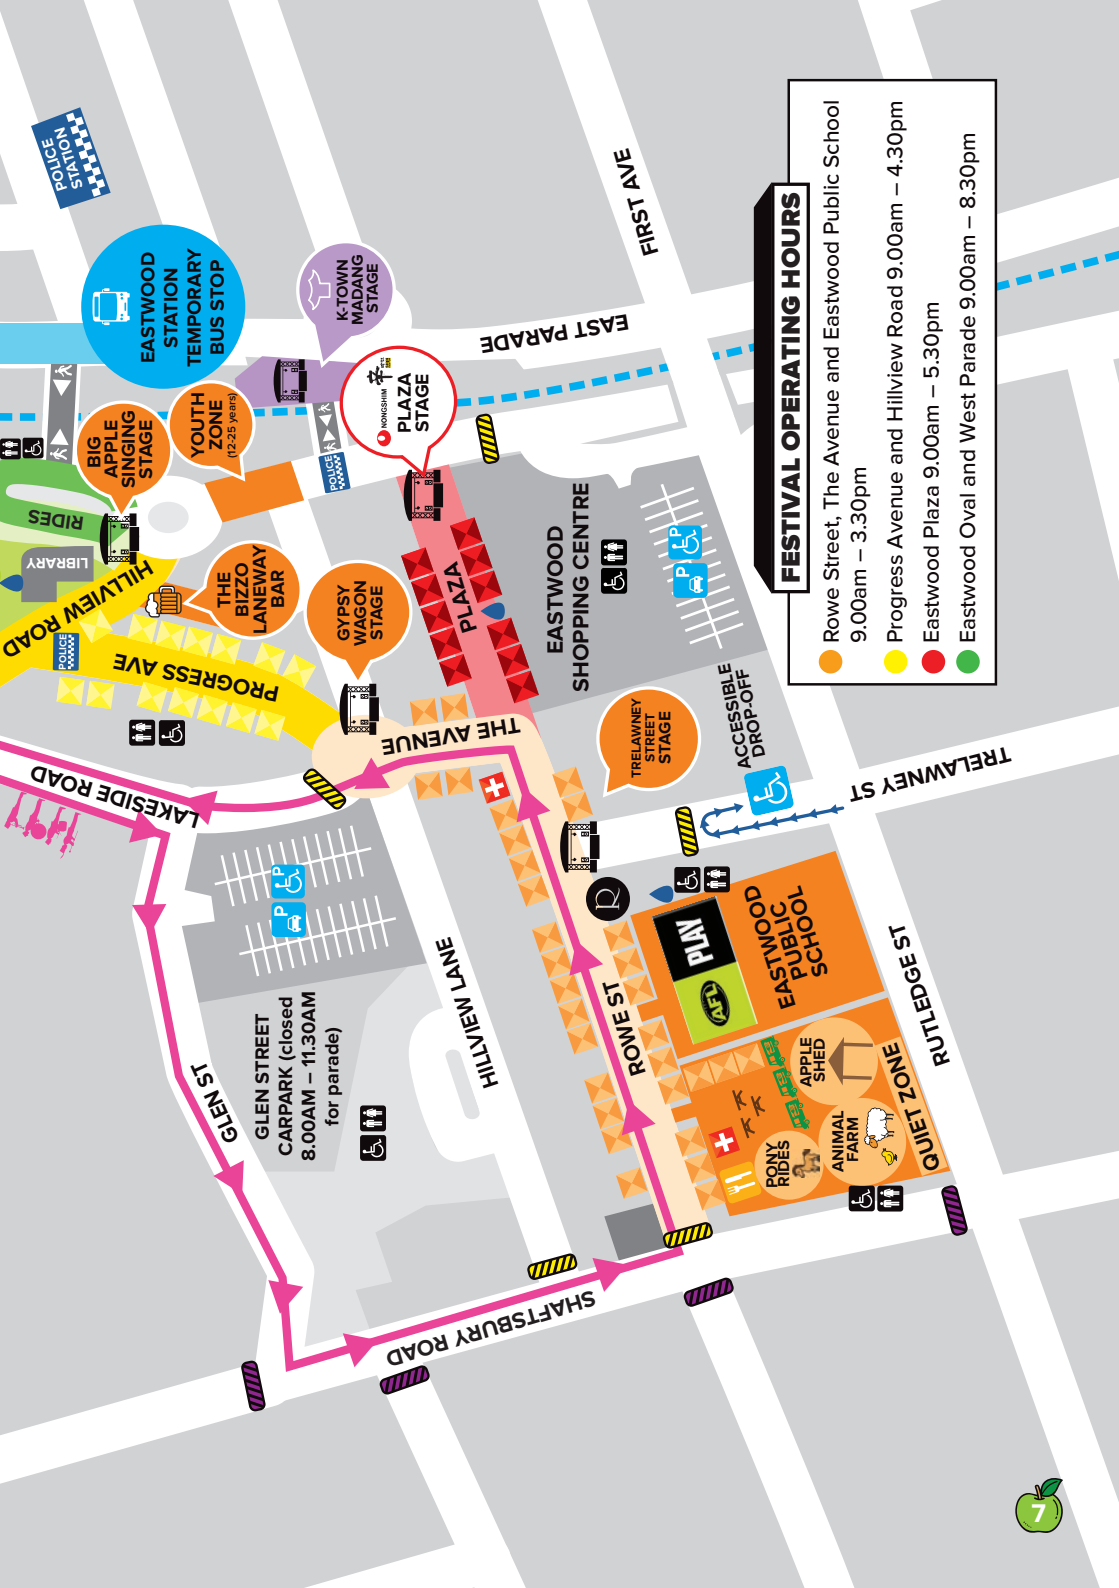 POLICE
STATION
EASTWOOD
STATION
TEMPORARY
BUS STOP
K-TOWN
MADANG
STAGE
FIRST AVE
EAST PARADE
NONGSHIM
PLAZA
STAGE
YOUTH
ZONE
(12-25 years)
BIG
APPLE
SINGING
STAGE
RIDES
LIBRARY
HILLVIEW ROAD
POLICE
POLICE
THE
BIZZO
LANEWAY
BAR
GYPSY
WAGON
STAGE
PROGRESS AVE
PLAZA
EASTWOOD
SHOPPING CENTRE
P
P
THE AVENUE
TRELAWNEY
STREET
STAGE
ACCESSIBLE
DROP-OFF
TRELAWNEY ST
LAKESIDE ROAD
P
P
GLEN STREET
CARPARK (closed
8.00AM – 11.30AM
for parade)
GLEN ST
HILLVIEW LANE
ROWE ST
R
AFL
PLAY
EASTWOOD
PUBLIC
SCHOOL
RUTLEDGE ST
APPLE
SHED
ANIMAL
FARM
PONY
RIDES
QUIET ZONE
SHAFTSBURY ROAD
FESTIVAL OPERATING HOURS
Rowe Street, The Avenue and Eastwood Public School
9.00am – 3.30pm
Progress Avenue and Hillview Road 9.00am – 4.30pm
Eastwood Plaza 9.00am – 5.30pm
Eastwood Oval and West Parade 9.00am – 8.30pm
7